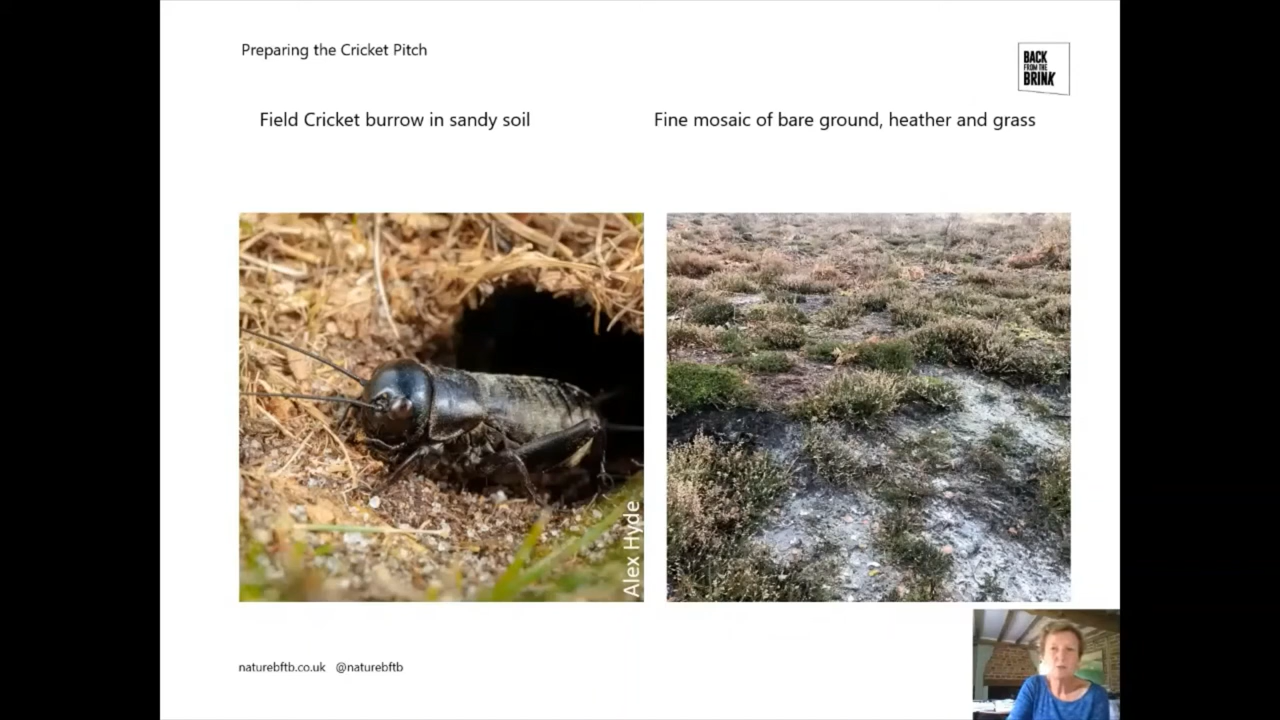 Preparing the Cricket Pitch
BACK
FROM THE
BRINK
Field Cricket burrow in sandy soil
Fine mosaic of bare ground, heather and grass
Alex Hyde
naturebftb.co.uk @naturebftb